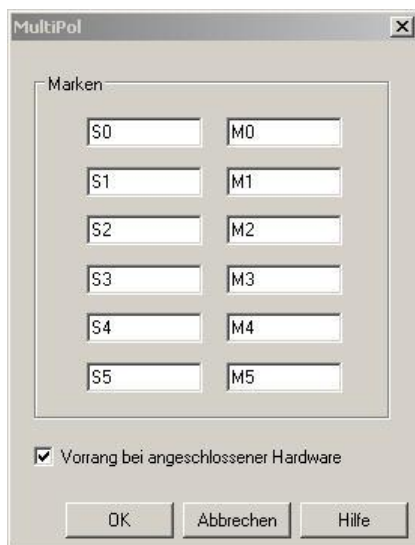 MultiPol
Marken
S0 M0
S1 M1
S2 M2
S3 M3
S4 M4
S5 M5
Vorrang bei angeschlossener Hardware
OK Abbrechen Hilfe